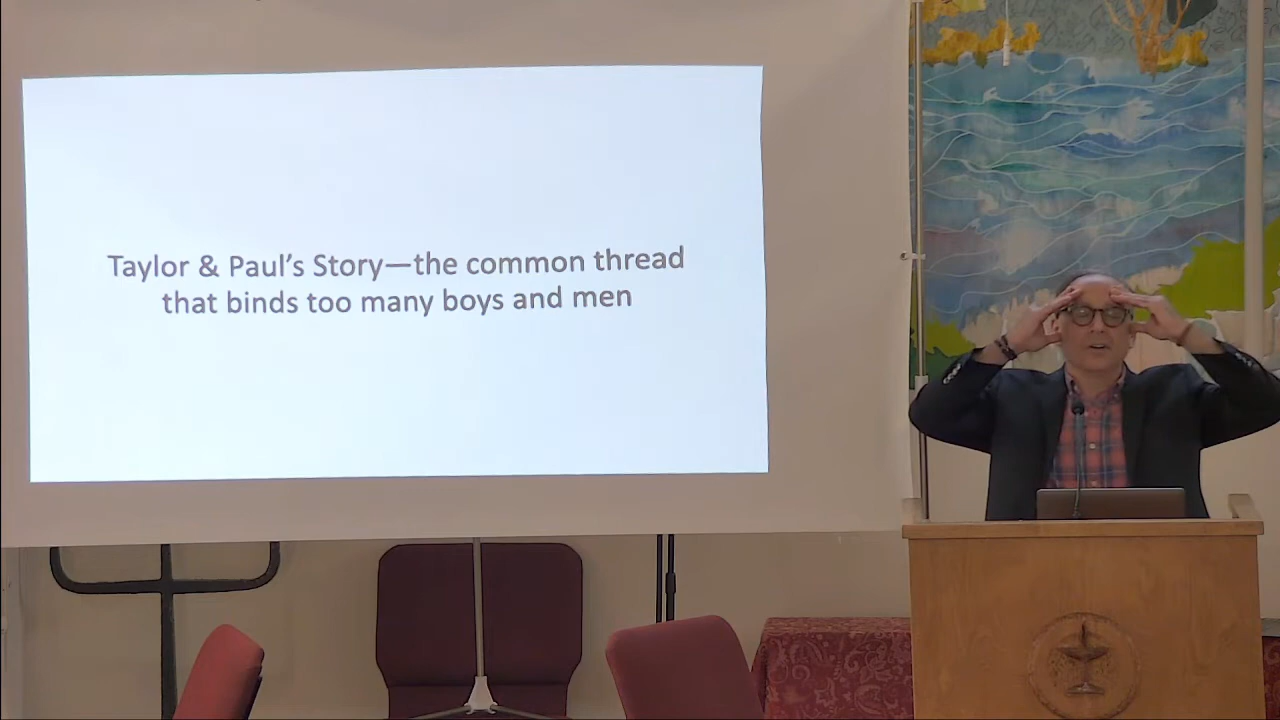 Taylor & Paul’s Story—the common thread
that binds too many boys and men